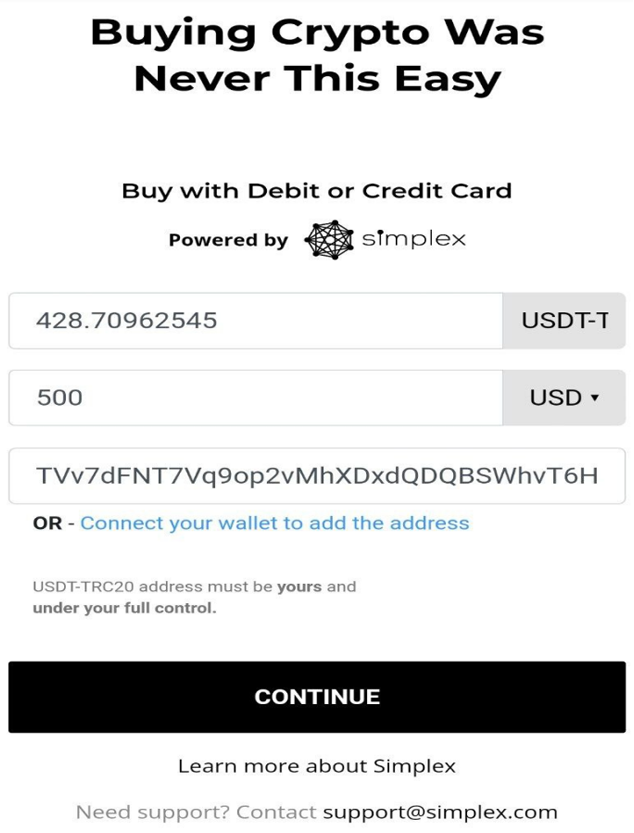 Buying Crypto Was
Never This Easy
Buy with Debit or Credit Card
Powered by simplex
428.70962545 USDT-T
500 USD ▾
TVv7dFNT7Vq9op2vMhXDxdQDQBSWhvT6H
OR - Connect your wallet to add the address
USDT-TRC20 address must be yours and
under your full control.
CONTINUE
Learn more about Simplex
Need support? Contact support@simplex.com